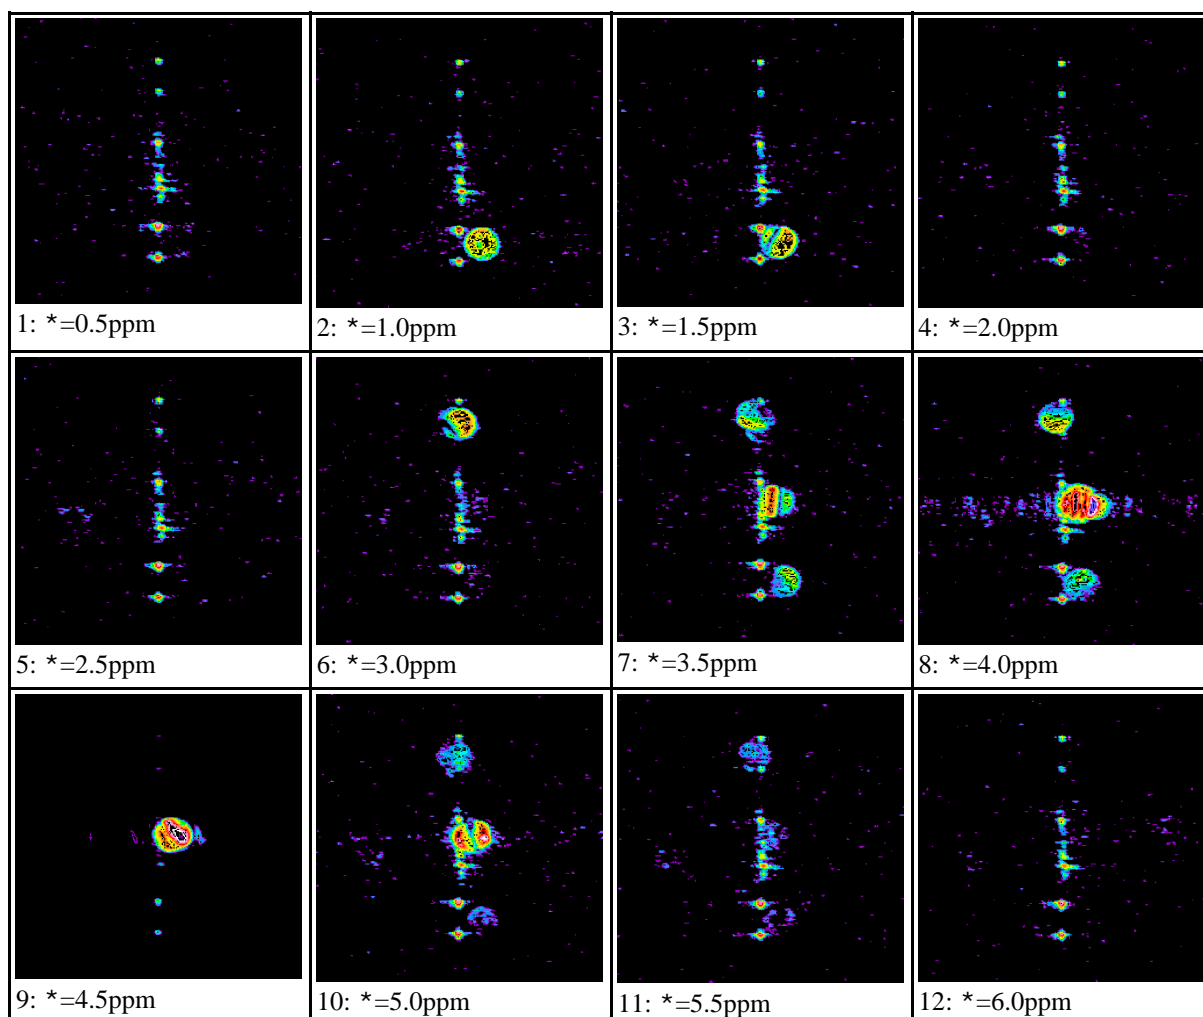 1: *=0.5ppm
2: *=1.0ppm
3: *=1.5ppm
4: *=2.0ppm
5: *=2.5ppm
6: *=3.0ppm
7: *=3.5ppm
8: *=4.0ppm
9: *=4.5ppm
10: *=5.0ppm
11: *=5.5ppm
12: *=6.0ppm